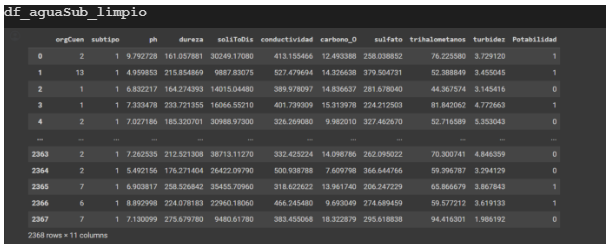 df_aguaSub_limpio
orgCuen subtipo ph dureza soliToDis conductividad carbono_O sulfato trihalometanos turbidez Potabilidad
0 2 1 9.792728 161.057881 30249.17080 413.155466 12.493388 258.038852 76.225580 3.729120 1
1 13 1 4.959853 215.854869 9887.83075 527.479694 14.326638 379.504731 52.388849 3.455045 1
2 1 1 6.832217 164.274393 14015.04480 389.978097 14.836637 281.678040 44.367574 3.145416 0
3 1 1 7.333478 233.721355 16066.55210 401.739309 15.313978 224.212503 81.842062 4.772663 1
4 2 1 7.027186 185.320701 30988.97300 326.269080 9.982010 327.462670 52.716589 5.353043 0
... ... ... ... ... ... ... ... ... ... ... ...
2363 2 1 7.262535 212.521308 38713.11270 332.425224 14.098786 262.095022 70.300741 4.846359 0
2364 2 1 5.492156 176.271404 26422.09790 500.938788 7.609798 366.644766 59.396787 3.294129 0
2365 7 1 6.903817 258.526842 35455.70960 318.622622 13.961740 206.247229 65.866679 3.867843 1
2366 6 1 8.892998 224.078183 22960.18060 466.245480 9.693049 274.689459 59.577212 3.619133 1
2367 7 1 7.130099 275.679780 9480.61780 383.455068 18.322879 295.618838 94.416301 1.986192 0
2368 rows × 11 columns